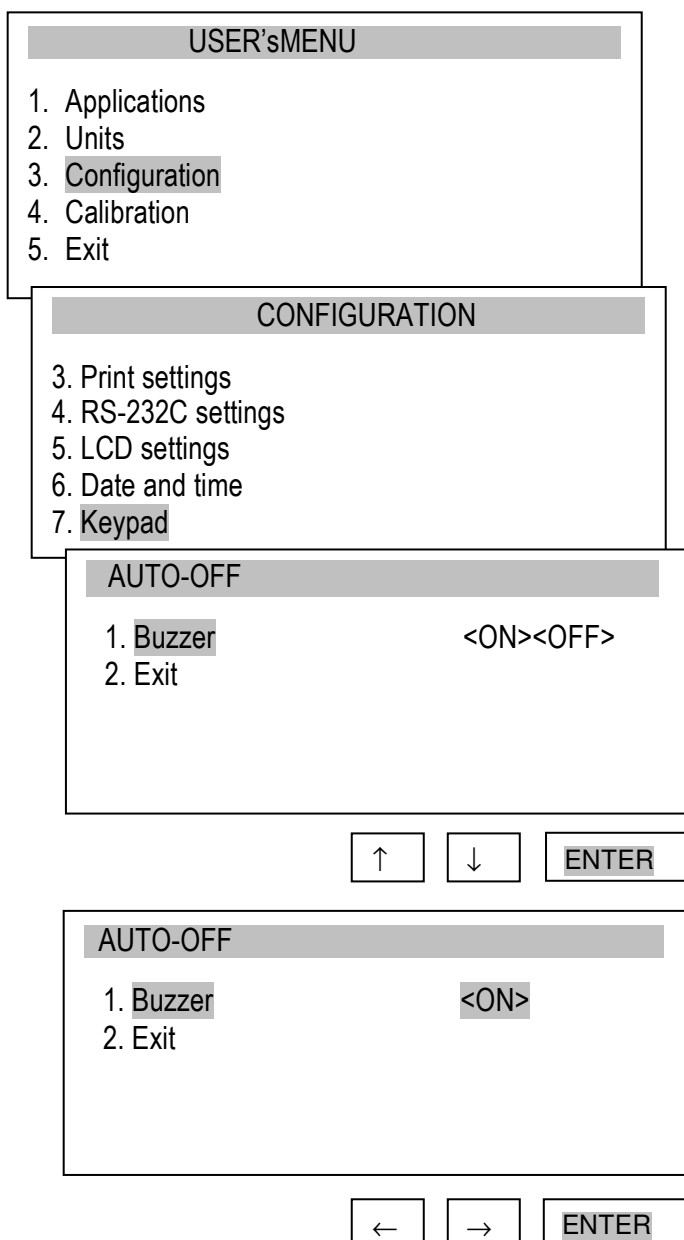 USER'sMENU
1. Applications
2. Units
3. Configuration
4. Calibration
5. Exit
CONFIGURATION
3. Print settings
4. RS-232C settings
5. LCD settings
6. Date and time
7. Keypad
AUTO-OFF
1. Buzzer <ON><OFF>
2. Exit
↑ ↓ ENTER
AUTO-OFF
1. Buzzer <ON>
2. Exit
← → ENTER